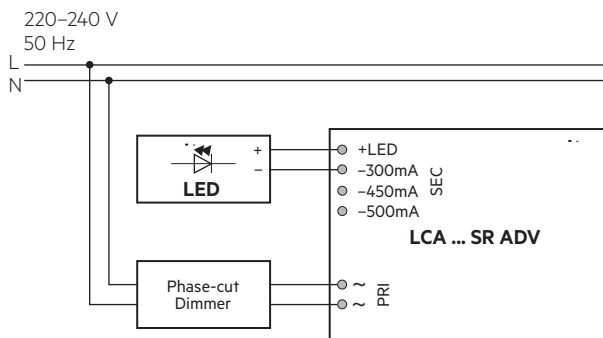 220–240 V
50 Hz
L
N
+
–
LED
+LED
–300mA
–450mA
–500mA
SEC
LCA ... SR ADV
Phase-cut
Dimmer
~
~
PRI